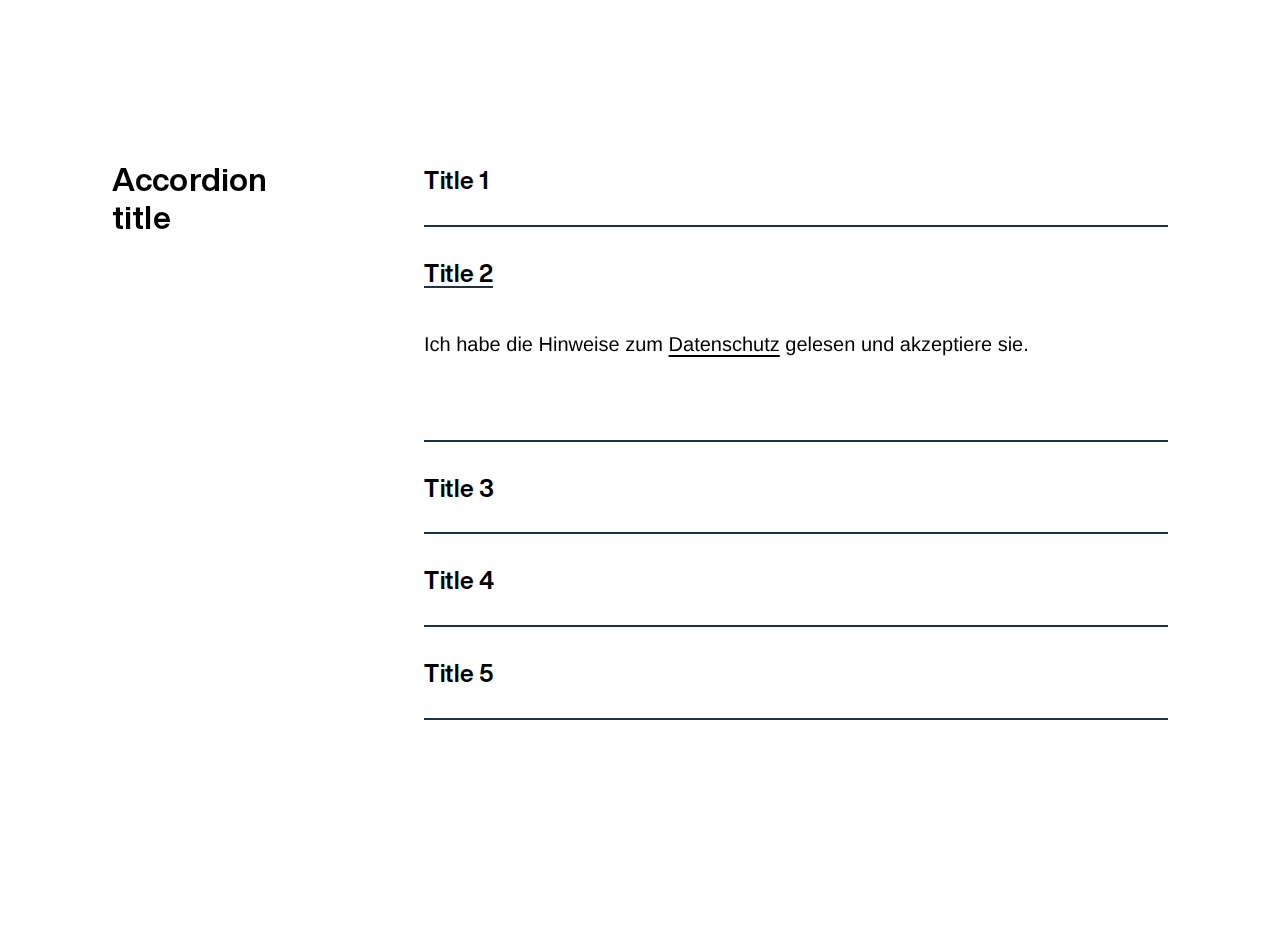 Accordion
title
Title 1
Title 2
Ich habe die Hinweise zum Datenschutz gelesen und akzeptiere sie.
Title 3
Title 4
Title 5